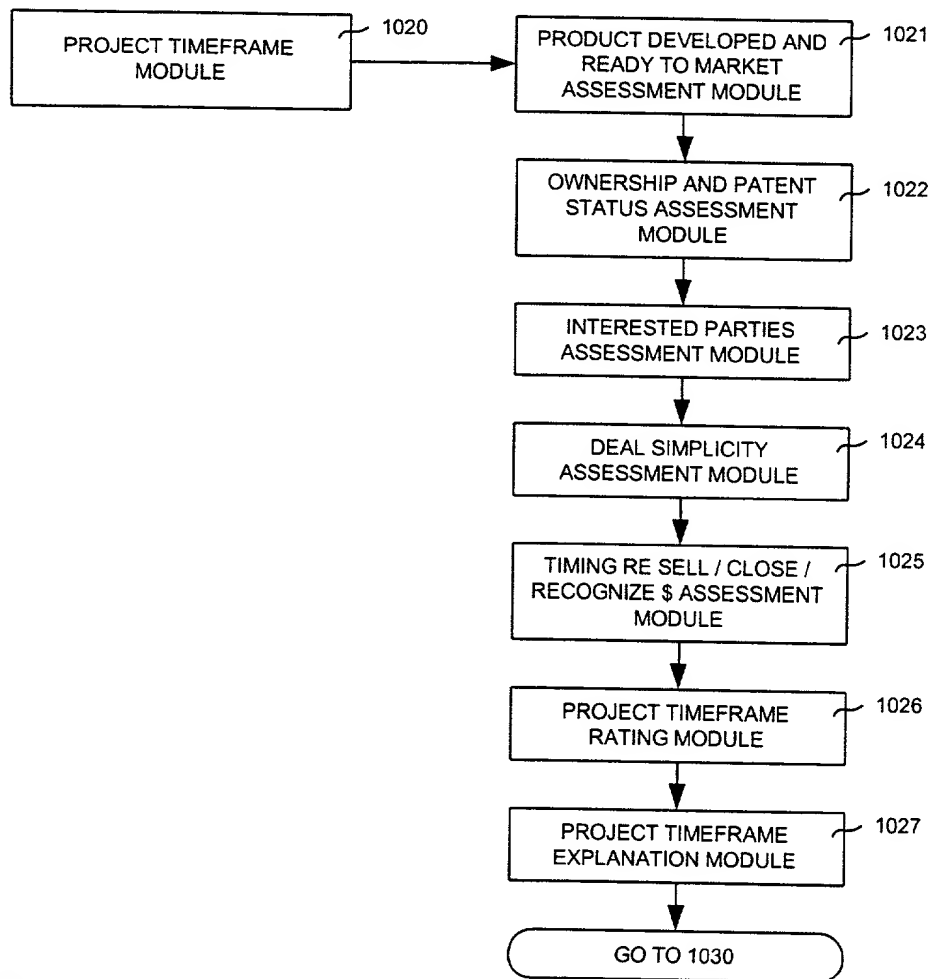 PROJECT TIMEFRAME
MODULE
1020
PRODUCT DEVELOPED AND
READY TO MARKET
ASSESSMENT MODULE
1021
OWNERSHIP AND PATENT
STATUS ASSESSMENT
MODULE
1022
INTERESTED PARTIES
ASSESSMENT MODULE
1023
DEAL SIMPLICITY
ASSESSMENT MODULE
1024
TIMING RE SELL / CLOSE /
RECOGNIZE $ ASSESSMENT
MODULE
1025
PROJECT TIMEFRAME
RATING MODULE
1026
PROJECT TIMEFRAME
EXPLANATION MODULE
1027
GO TO 1030